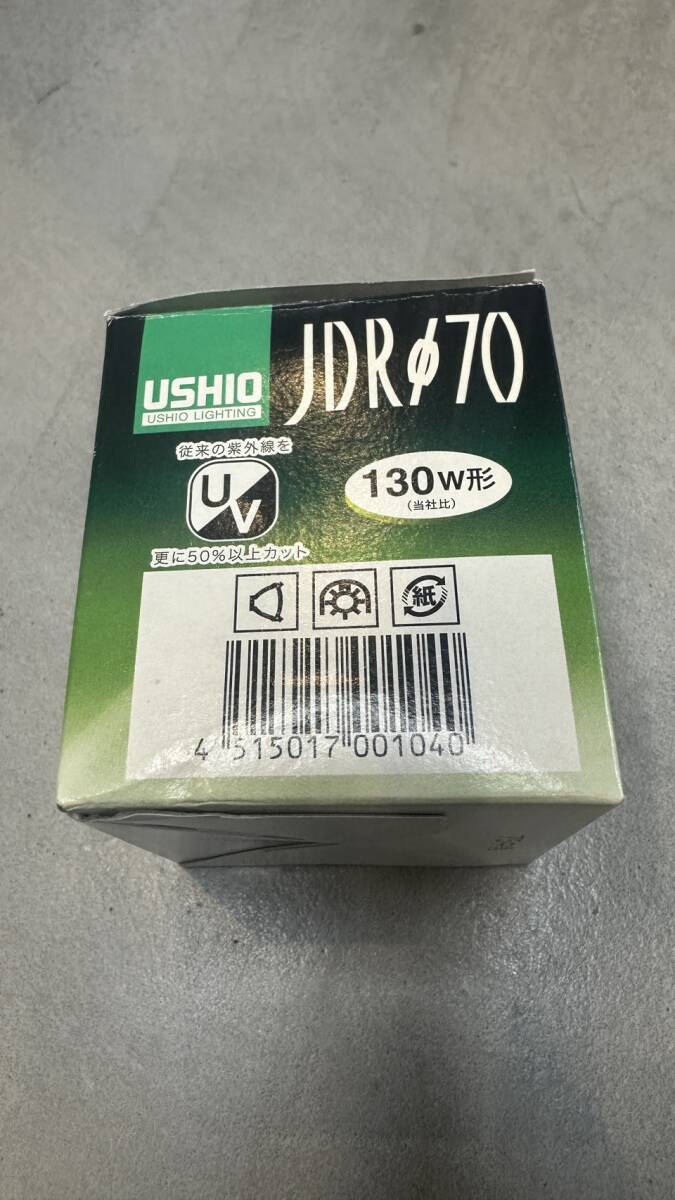 USHIO
USHIO LIGHTING
JDRφ70
従来の紫外線を
UV
更に50%以上カット
130W形
(当社比)
紙
4 515017 001040